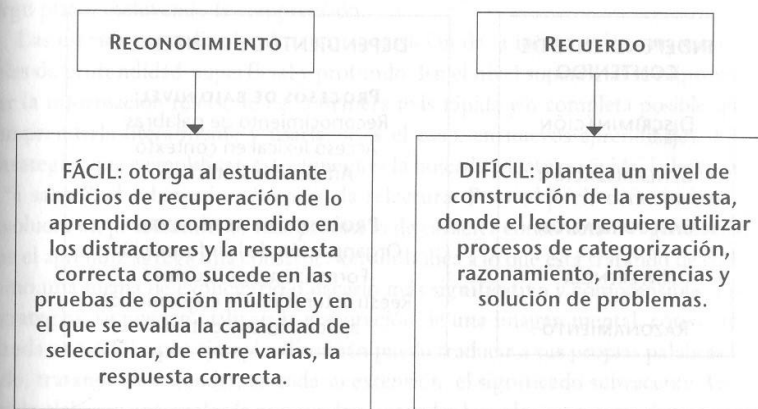 RECONOCIMIENTO
FÁCIL: otorga al estudiante
indicios de recuperación de lo
aprendido o comprendido en
los distractores y la respuesta
correcta como sucede en las
pruebas de opción múltiple y en
él que se evalúa la capacidad de
seleccionar, de entre varias, la
respuesta correcta.
RECUERDO
DIFÍCIL: plantea un nivel de
construcción de la respuesta,
donde el lector requiere utilizar
procesos de categorización,
razonamiento, inferencias y
solución de problemas.